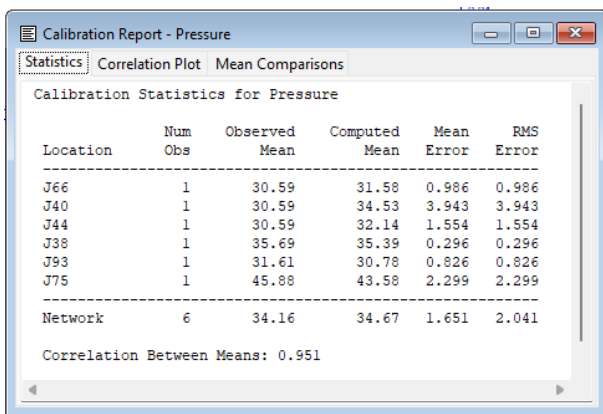 Calibration Report - Pressure
Statistics Correlation Plot Mean Comparisons
Calibration Statistics for Pressure
Num Observed Computed Mean RMS
Location Obs Mean Mean Error Error
J66 1 30.59 31.58 0.986 0.986
J40 1 30.59 34.53 3.943 3.943
J44 1 30.59 32.14 1.554 1.554
J38 1 35.69 35.39 0.296 0.296
J93 1 31.61 30.78 0.826 0.826
J75 1 45.88 43.58 2.299 2.299
Network 6 34.16 34.67 1.651 2.041
Correlation Between Means: 0.951